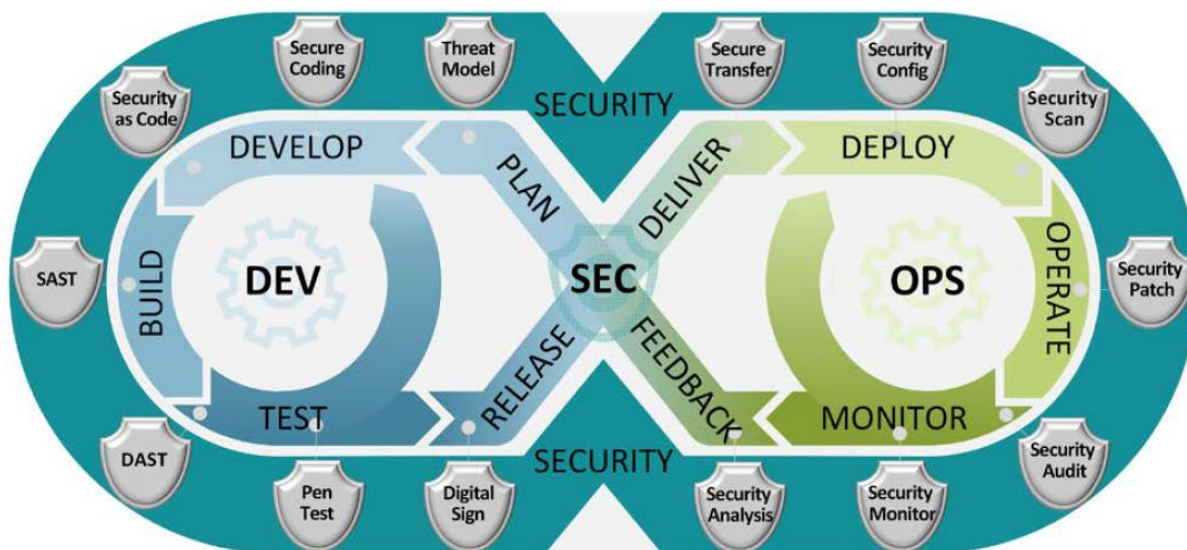 Secure
Coding
Threat
Model
Secure
Transfer
Security
Config
Security
as Code
SECURITY
Security
Scan
DEVELOP
PLAN
DELIVER
DEPLOY
SAST
BUILD
DEV
SEC
OPS
OPERATE
Security
Patch
TEST
RELEASE
FEEDBACK
MONITOR
DAST
Pen
Test
Digital
Sign
SECURITY
Security
Analysis
Security
Monitor
Security
Audit